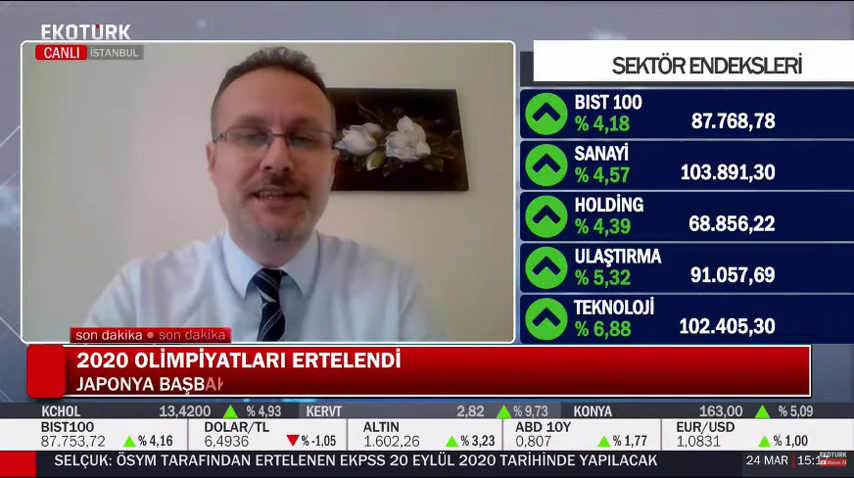 EKOTÜRK
CANLI İSTANBUL
SEKTÖR ENDEKSLERİ
BIST 100
% 4,18 87.768,78
SANAYİ
% 4,57 103.891,30
HOLDİNG
% 4,39 68.856,22
ULAŞTIRMA
% 5,32 91.057,69
TEKNOLOJİ
% 6,88 102.405,30
son dakika • son dakika
2020 OLİMPİYATLARI ERTELENDİ
JAPONYA BAŞBA
KCHOL 13,4200 % 4,93 KERVT 2,82 % 9,73 KONYA 163,00 % 5,09
BIST100 DOLAR/TL ALTIN ABD 10Y EUR/USD
87.753,72 % 4,16 6,4936 %-1,05 1.602,26 % 3,23 0,807 % 1,77 1.0831 % 1,00
SELÇUK: ÖSYM TARAFINDAN ERTELENEN EKPSS 20 EYLÜL 2020 TARİHİNDE YAPILACAK 24 MAR
EKOTÜRK